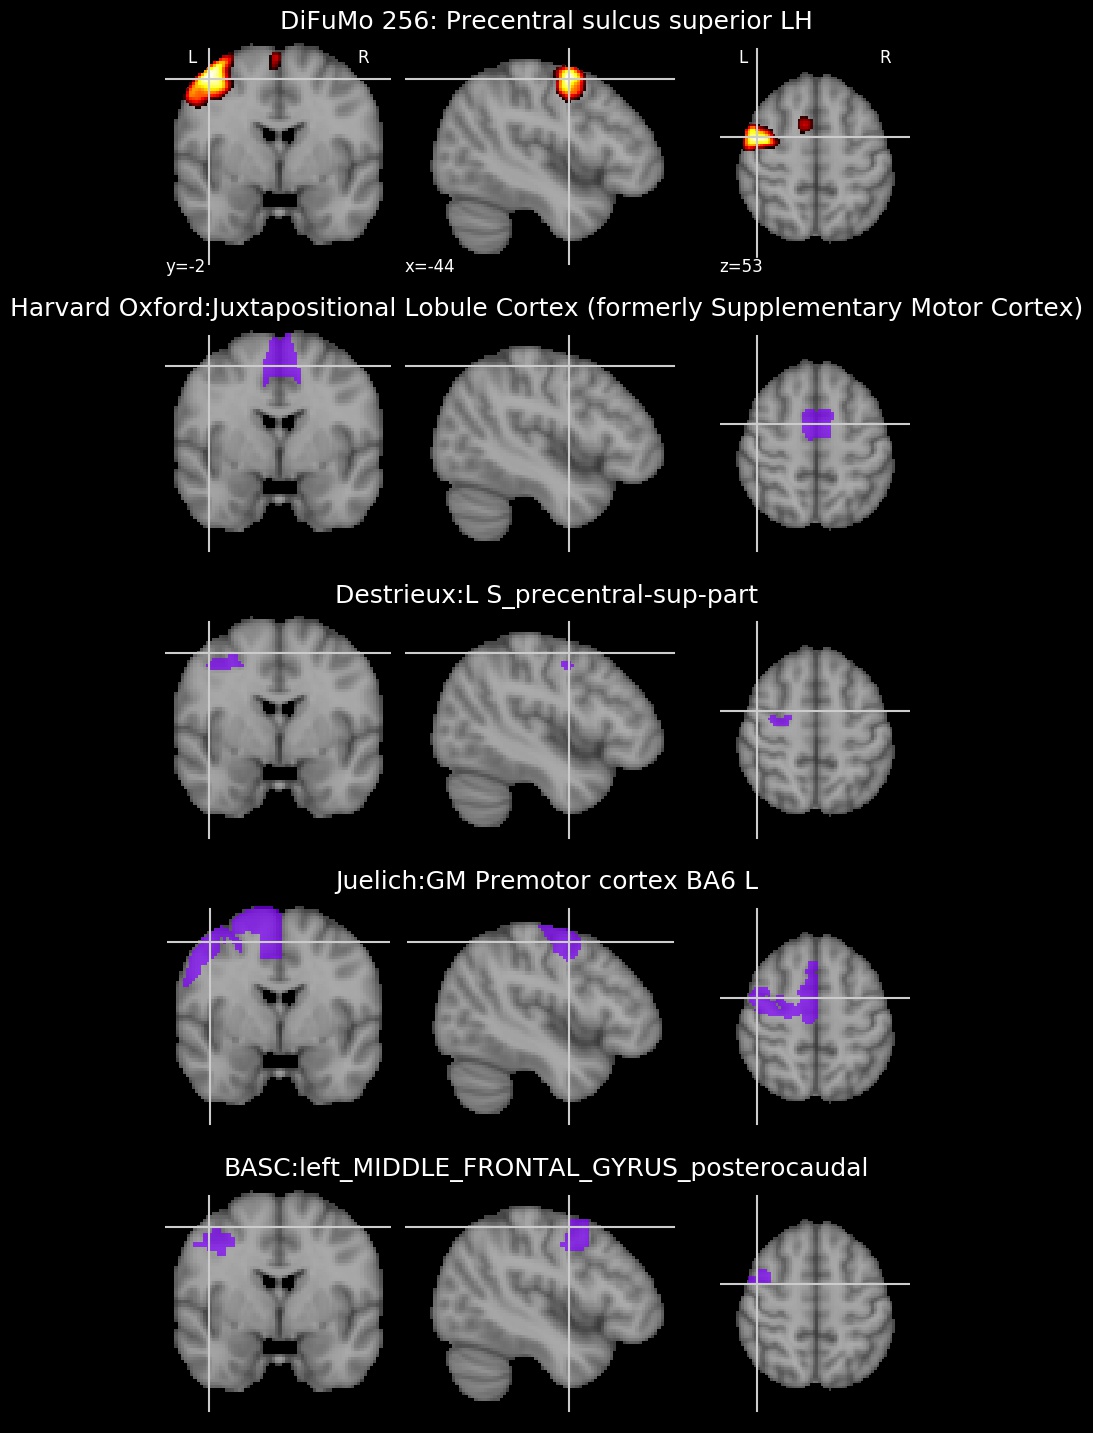 DiFuMo 256: Precentral sulcus superior LH
L R L R
y=-2 x=-44 z=53
Harvard Oxford:Juxtapositional Lobule Cortex (formerly Supplementary Motor Cortex)
Destrieux:L S_precentral-sup-part
Juelich:GM Premotor cortex BA6 L
BASC:left_MIDDLE_FRONTAL_GYRUS_posterocaudal